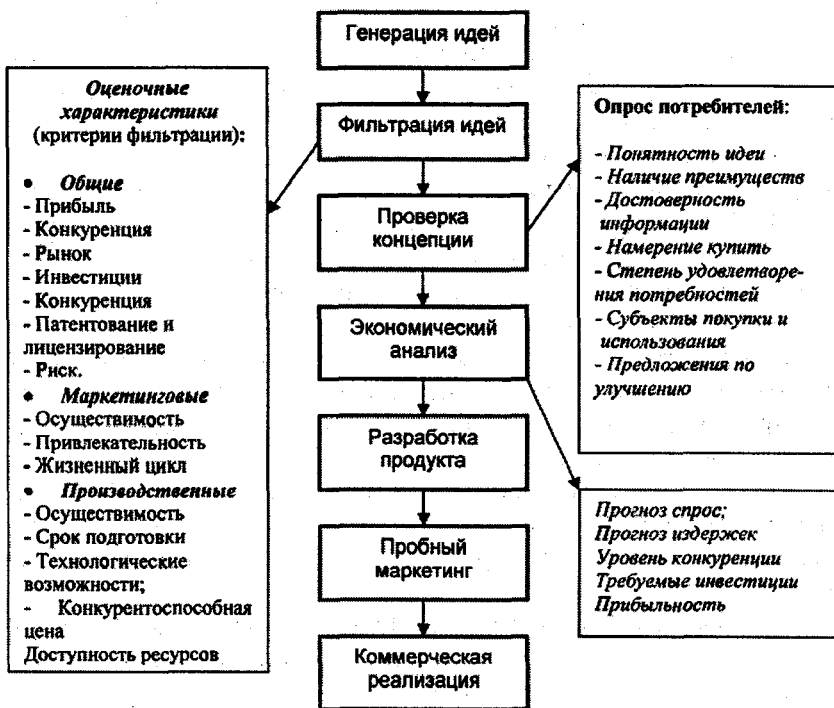 Генерация идей
Фильтрация идей
Проверка
концепции
Экономический
анализ
Разработка
продукта
Пробный
маркетинг
Коммерческая
реализация
Оценочные
характеристики
(критерии фильтрации):
• Общие
- Прибыль
- Конкуренция
- Рынок
- Инвестиции
- Конкуренция
- Патентование и
лицензирование
- Риск.
• Маркетинговые
- Осуществимость
- Привлекательность
- Жизненный цикл
• Производственные
- Осуществимость
- Срок подготовки
- Технологические
возможности;
- Конкурентоспособная
цена
Доступность ресурсов
Опрос потребителей:
- Понятность идеи
- Наличие преимуществ
- Достоверность
информации
- Намерение купить
- Степень удовлетворе-
ния потребностей
- Субъекты покупки и
использования
- Предложения по
улучшению
Прогноз спрос;
Прогноз издержек
Уровень конкуренции
Требуемые инвестиции
Прибыльность